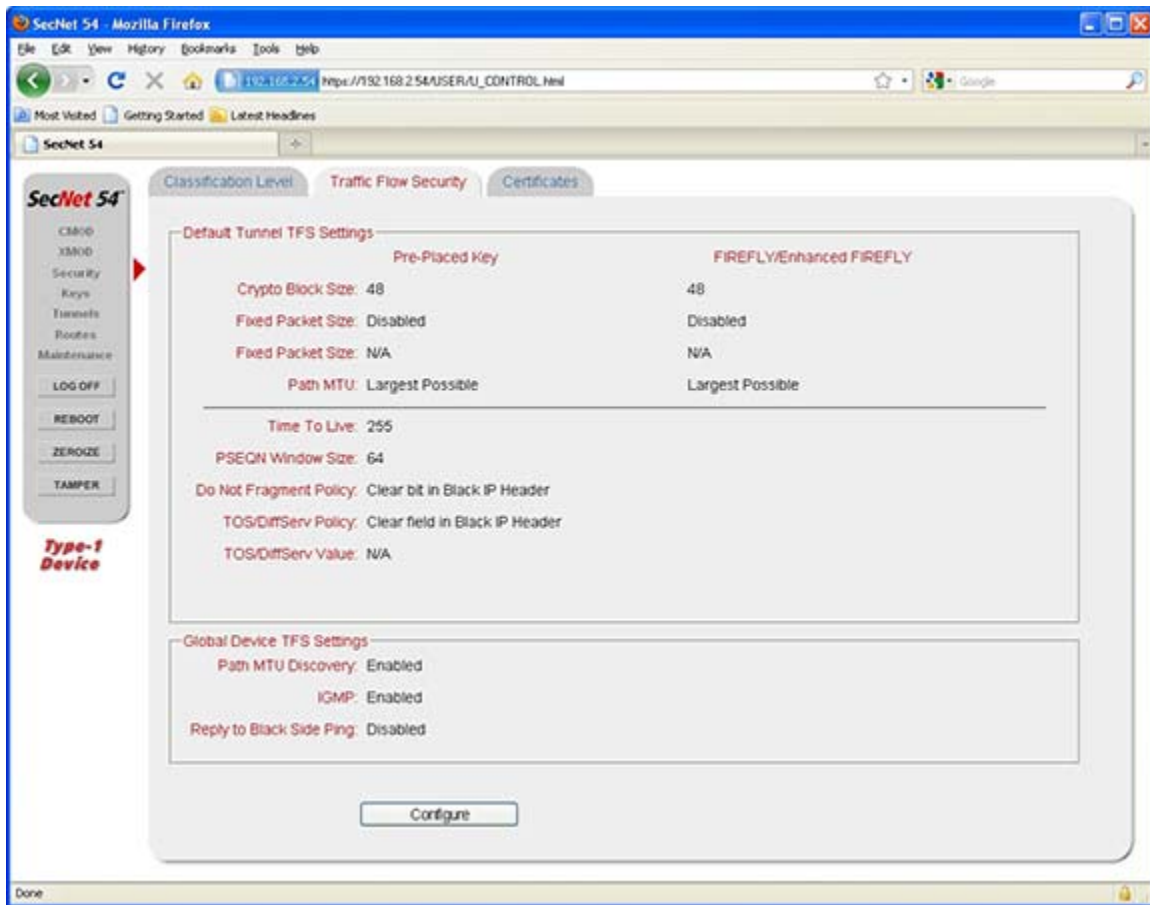 SecNet 54 - Mozilla Firefox
File Edit View History Bookmarks Tools Help
192.168.2.54 https://192.168.2.54/USER/U_CONTROL.html
Google
Most Visited Getting Started Latest Headlines
SecNet 54
SecNet 54
CMOD
XMOD
Security
Keys
Tunnels
Routes
Maintenance
LOG OFF
REBOOT
ZEROIZE
TAMPER
Type-1
Device
Classification Level Traffic Flow Security Certificates
Default Tunnel TFS Settings
Pre-Placed Key FIREFLY/Enhanced FIREFLY
Crypto Block Size: 48 48
Fixed Packet Size: Disabled Disabled
Fixed Packet Size: N/A N/A
Path MTU: Largest Possible Largest Possible
Time To Live: 255
PSEQN Window Size: 64
Do Not Fragment Policy: Clear bit in Black IP Header
TOS/DiffServ Policy: Clear field in Black IP Header
TOS/DiffServ Value: N/A
Global Device TFS Settings
Path MTU Discovery: Enabled
IGMP: Enabled
Reply to Black Side Ping: Disabled
Configure
Done